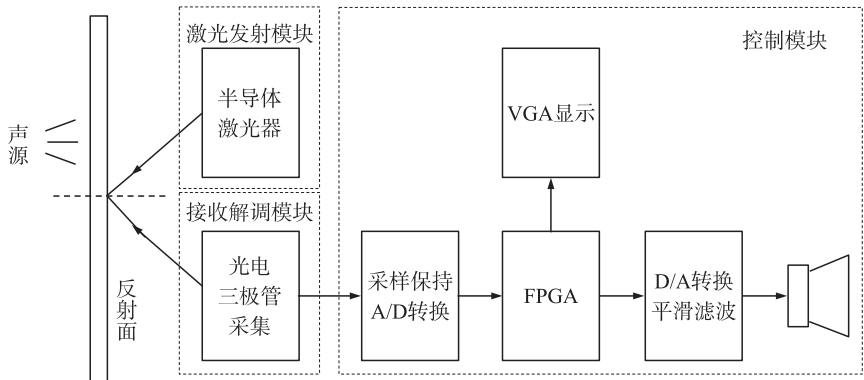 激光发射模块
控制模块
半导体
激光器
VGA显示
声
源
接收解调模块
光电
三极管
采集
采样保持
A/D转换
FPGA
D/A转换
平滑滤波
反
射
面